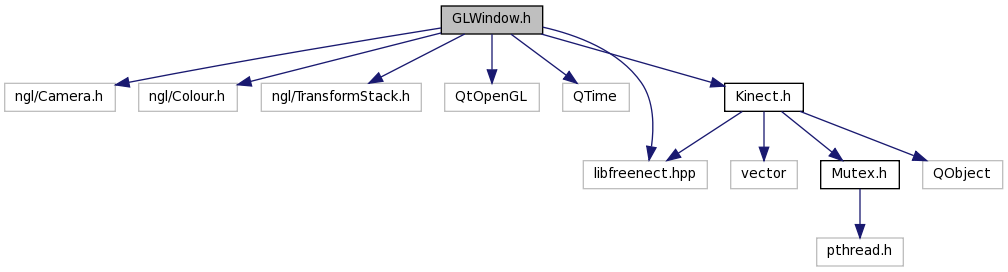 GLWindow.h
ngl/Camera.h
ngl/Colour.h
ngl/TransformStack.h
QtOpenGL
QTime
Kinect.h
libfreenect.hpp
vector
Mutex.h
QObject
pthread.h